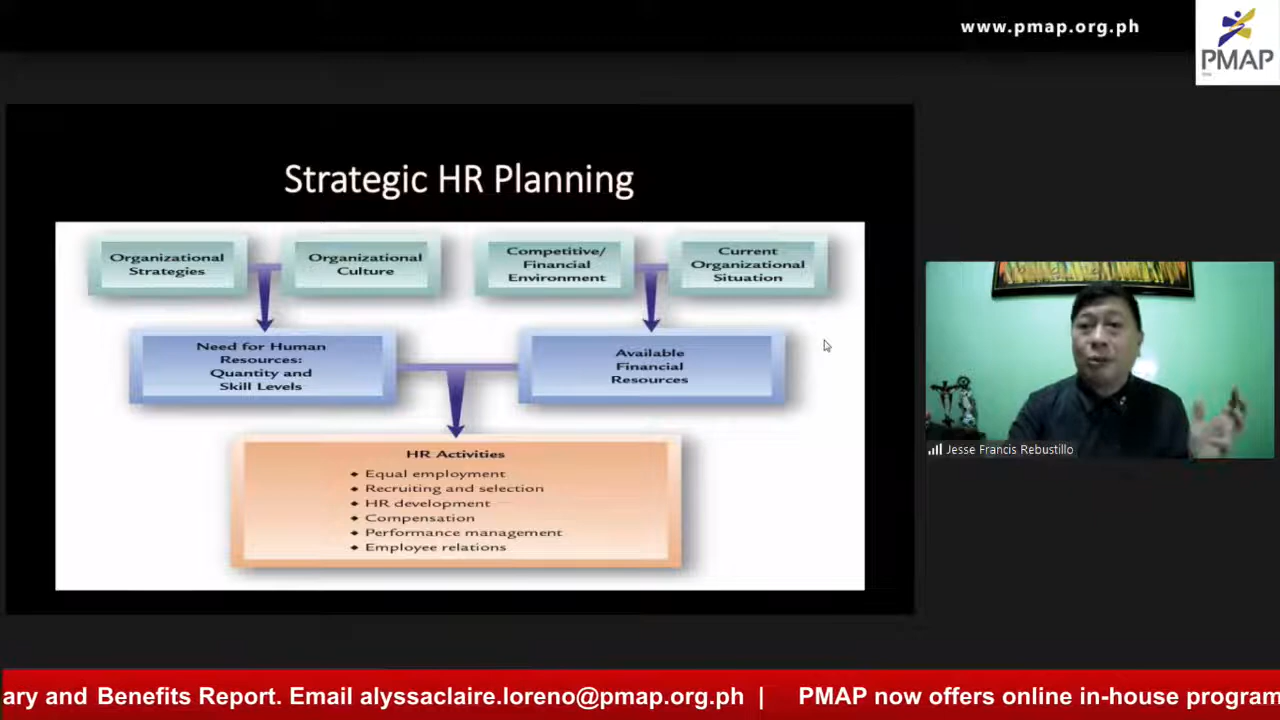 www.pmap.org.ph
PMAP
Strategic HR Planning
Organizational
Strategies
Organizational
Culture
Competitive/
Financial
Environment
Current
Organizational
Situation
Need for Human
Resources:
Quantity and
Skill Levels
Available
Financial
Resources
HR Activities
Equal employment
Recruiting and selection
HR development
Compensation
Performance management
Employee relations
Jesse Francis Rebustillo
ary and Benefits Report. Email alyssaclaire.loreno@pmap.org.ph | PMAP now offers online in-house program